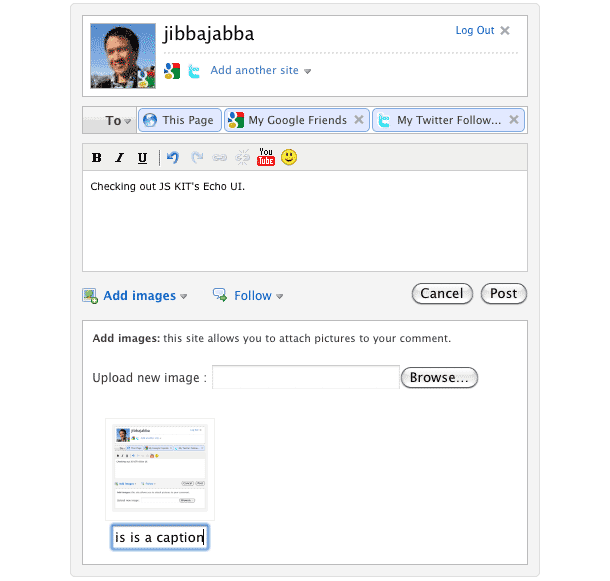 jibbajabba
Log Out
Add another site
To
This Page
My Google Friends
My Twitter Follow...
B I U
You
Tube
Checking out JS KIT's Echo UI.
Add images
Follow
Cancel
Post
Add images: this site allows you to attach pictures to your comment.
Upload new image :
Browse...
jibbajabba
is is a caption